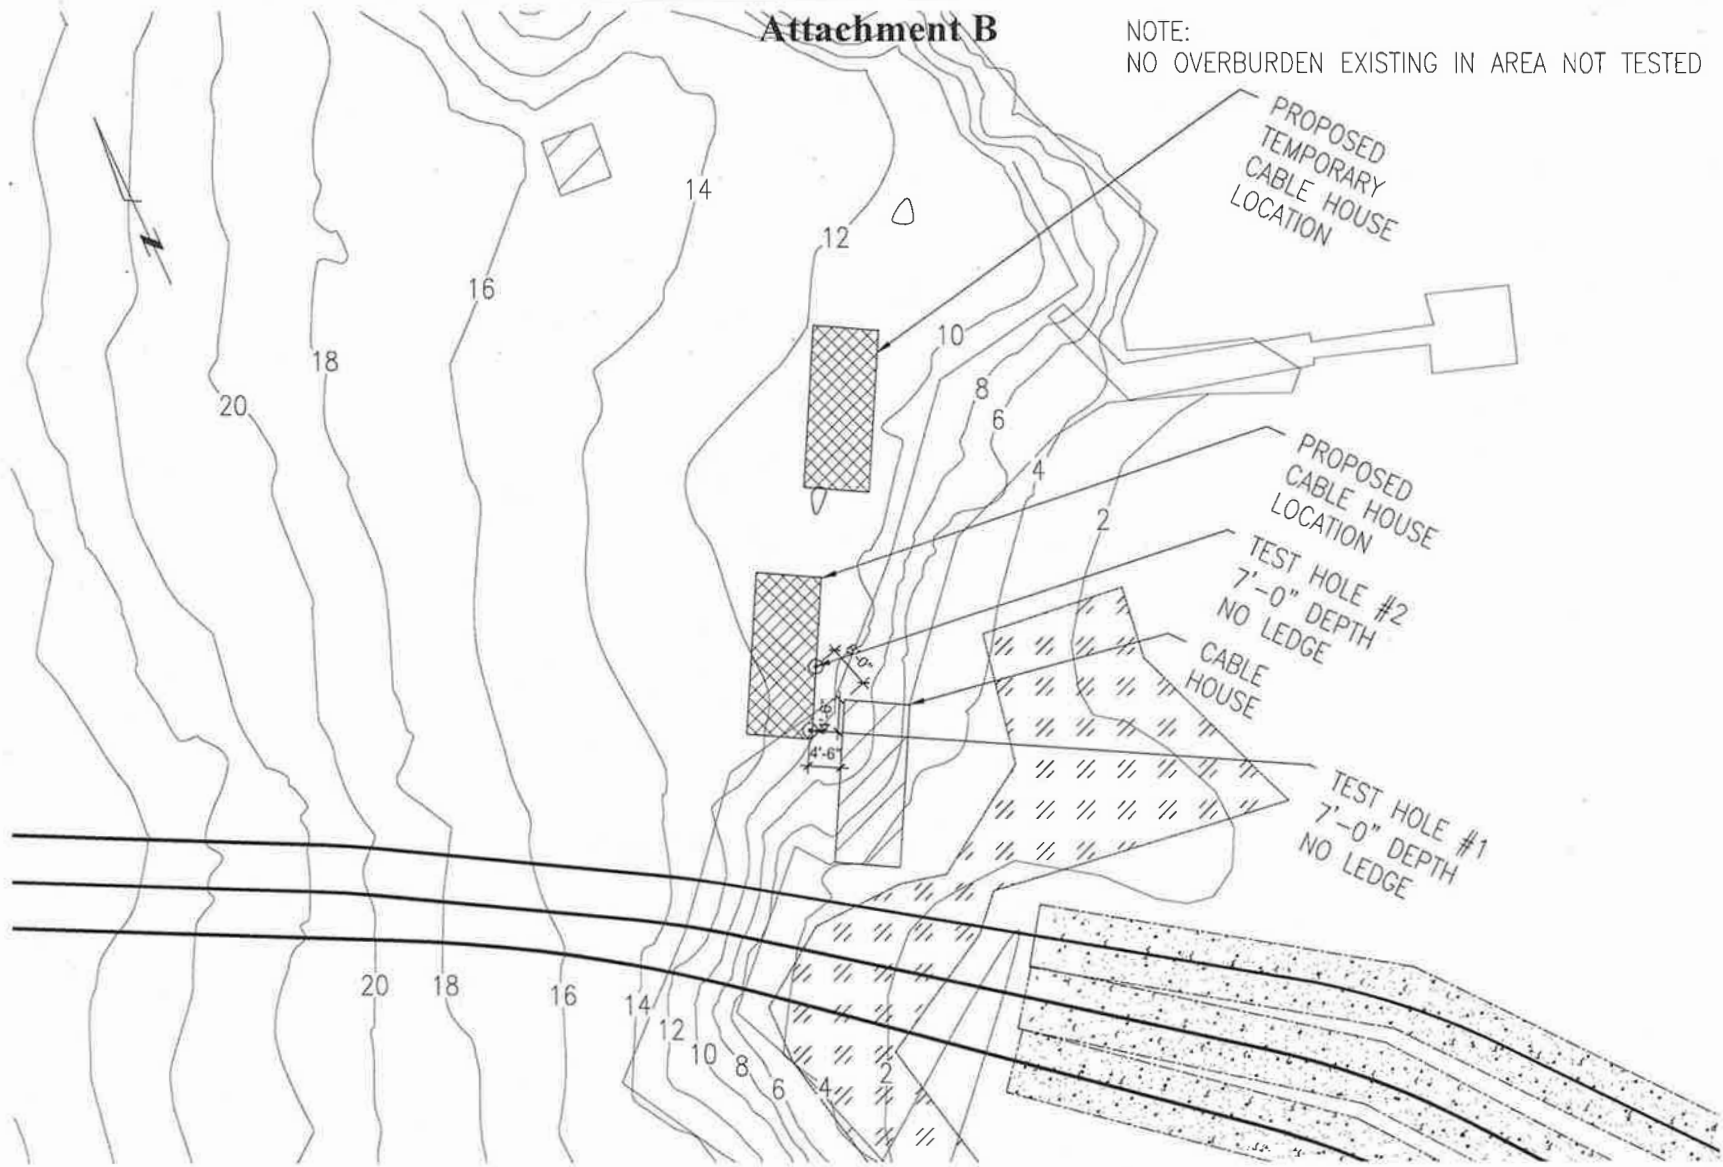 Attachment B
NOTE:
NO OVERBURDEN EXISTING IN AREA NOT TESTED
PROPOSED
TEMPORARY
CABLE HOUSE
LOCATION
14
12
16
10
18
8
20
6
PROPOSED
CABLE HOUSE
LOCATION
4
2
TEST HOLE #2
7'-0" DEPTH
NO LEDGE
CABLE
HOUSE
4'-6"
TEST HOLE #1
7'-0" DEPTH
NO LEDGE
20
18
16
14
12
10
8
6
4
2